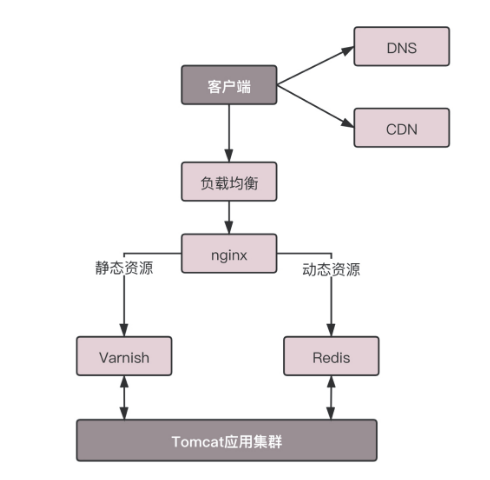 DNS
客户端
CDN
负载均衡
nginx
静态资源
动态资源
Varnish
Redis
Tomcat应用集群